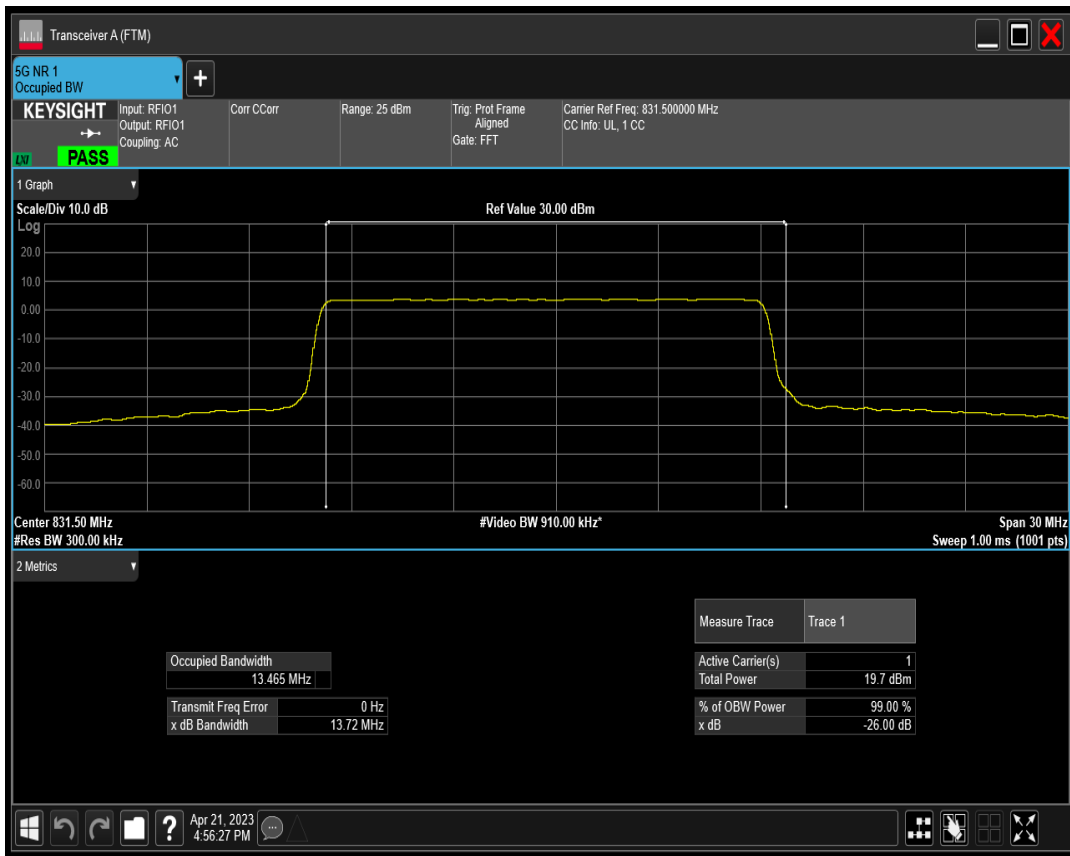 Transceiver A (FTM)
5G NR 1
Occupied BW
+
KEYSIGHT
LXI
PASS
Input: RFIO1
Output: RFIO1
Coupling: AC
Corr CCorr
Range: 25 dBm
Trig: Prot Frame
Aligned
Gate: FFT
Carrier Ref Freq: 831.500000 MHz
CC Info: UL, 1 CC
1 Graph
Scale/Div 10.0 dB
Ref Value 30.00 dBm
Log
20.0
10.0
0.00
-10.0
-20.0
-30.0
-40.0
-50.0
-60.0
Center 831.50 MHz
#Video BW 910.00 kHz*
Span 30 MHz
#Res BW 300.00 kHz
Sweep 1.00 ms (1001 pts)
2 Metrics
Measure Trace Trace 1
Occupied Bandwidth
13.465 MHz
Active Carrier(s) 1
Total Power 19.7 dBm
Transmit Freq Error 0 Hz
x dB Bandwidth 13.72 MHz
% of OBW Power 99.00 %
x dB -26.00 dB
?
Apr 21, 2023
4:56:27 PM